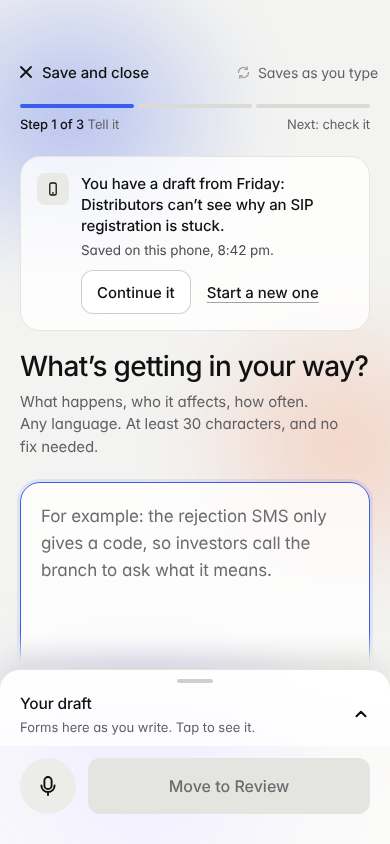 Save and close
Saves as you type
Step 1 of 3 Tell it
Next: check it
You have a draft from Friday:
Distributors can’t see why an SIP
registration is stuck.
Saved on this phone, 8:42 pm.
Continue it
Start a new one
What’s getting in your way?
What happens, who it affects, how often.
Any language. At least 30 characters, and no
fix needed.
For example: the rejection SMS only
gives a code, so investors call the
branch to ask what it means.
Your draft
Forms here as you write. Tap to see it.
Move to Review